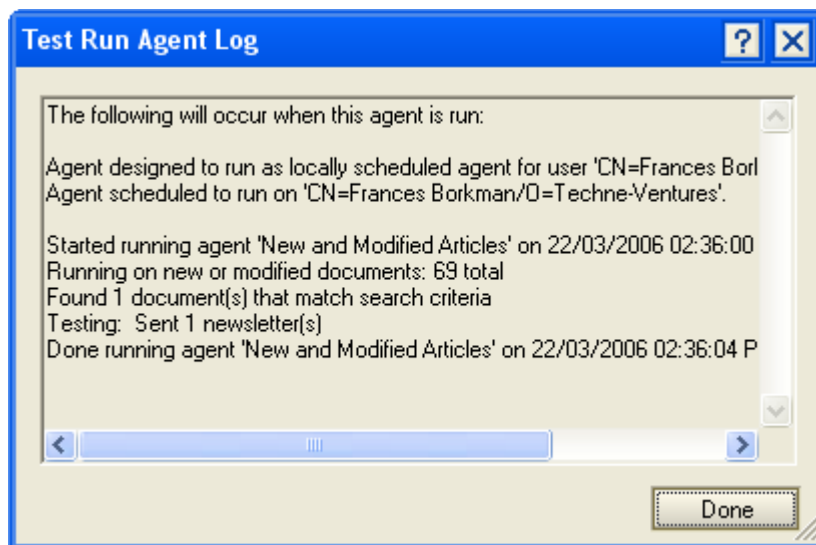 Test Run Agent Log
The following will occur when this agent is run:
Agent designed to run as locally scheduled agent for user 'CN=Frances Borl
Agent scheduled to run on 'CN=Frances Borkman/O=Techne-Ventures'.
Started running agent 'New and Modified Articles' on 22/03/2006 02:36:00
Running on new or modified documents: 69 total
Found 1 document(s) that match search criteria
Testing:  Sent 1 newsletter(s)
Done running agent 'New and Modified Articles' on 22/03/2006 02:36:04 P
Done